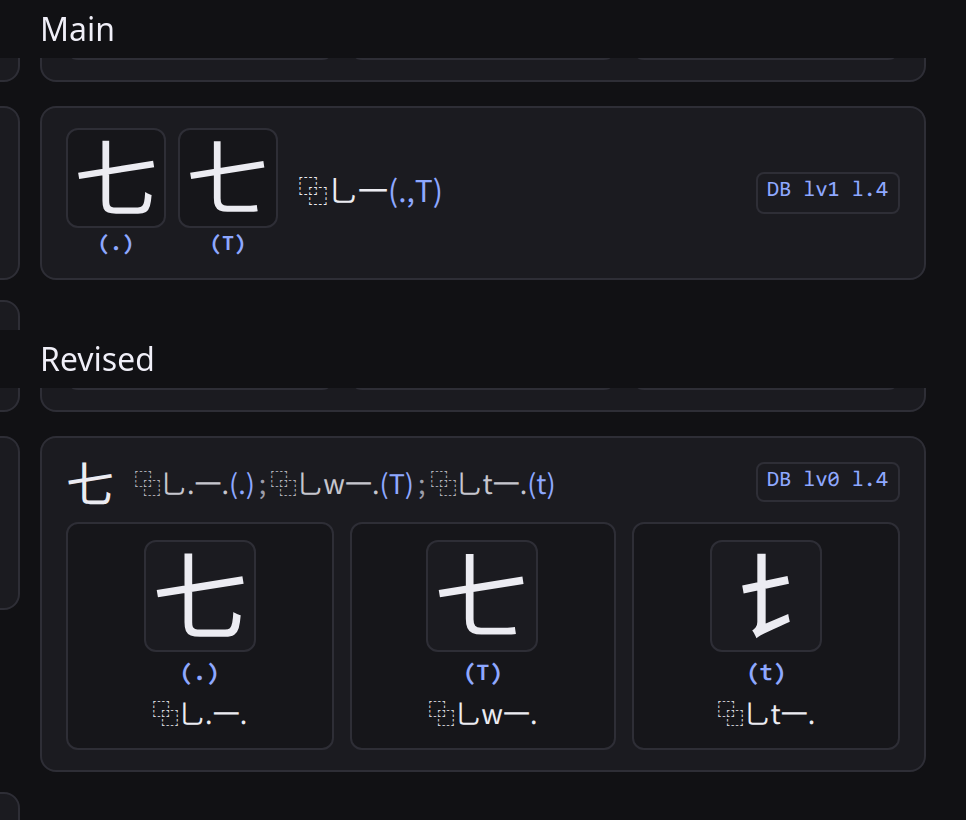 Main
七 七 ⿻乚一(.,T) DB lv1 l.4
(.) (T)
Revised
七 ⿻乚.一.(.);⿻乚w一.(T);⿻乚t一.(t) DB lv0 l.4
七 七 𠤎
(.) (T) (t)
⿻乚.一. ⿻乚w一. ⿻乚t一.